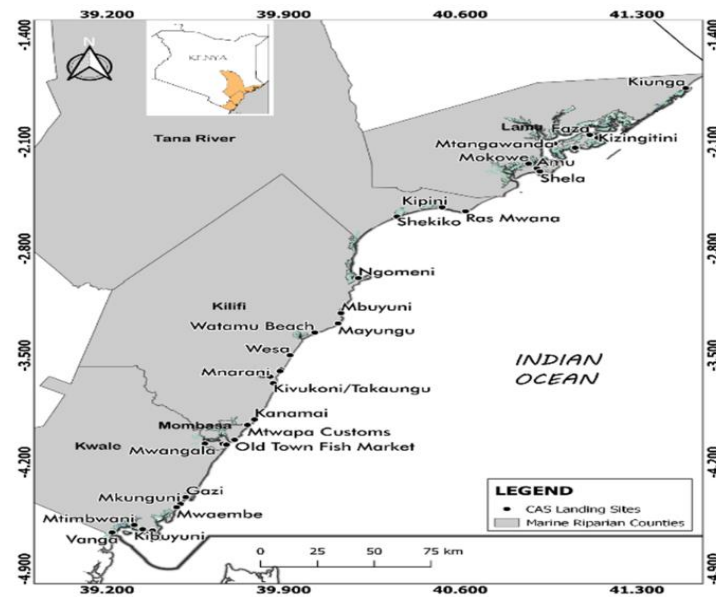 39.200 39.900 40.600 41.300
-1.400 -1.400
N
KENYA
Kiunga
Tana River
Lamu Faza
-2.100 -2.100
Kizingitini
Mtangawanda
Mokowe Amu
Shela
Kipini
Shekiko Ras Mwana
-2.800 -2.800
Ngomeni
Kilifi
Mbuyuni
Watamu Beach
Mayungu
Wesa
-3.500 -3.500
INDIAN
OCEAN
Mnarani
Kivukoni/Takaungu
Kanamai
Mombasa
Mtwapa Customs
Kwale
Mwangala Old Town Fish Market
-4.200 -4.200
Gazi
Mkunguni
Mwaembe
Mtimbwani
Vanga Kibuyuni
LEGEND
CAS Landing Sites
Marine Riparian Counties
0 25 50 75 km
-4.900 -4.900
39.200 39.900 40.600 41.300